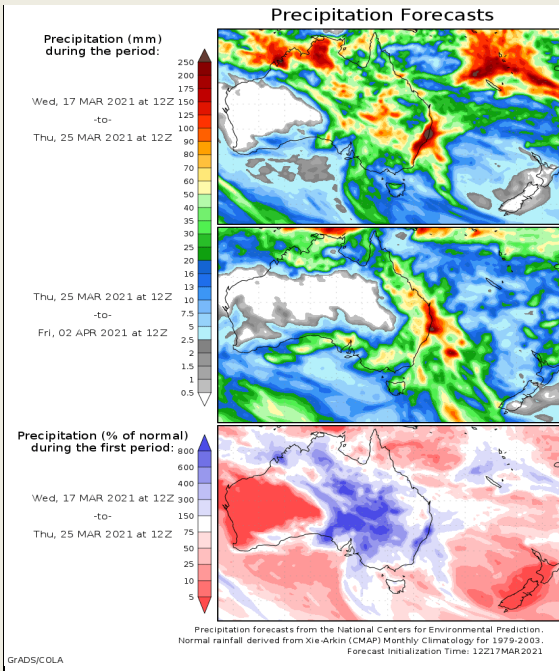 Precipitation Forecasts
Precipitation (mm)
during the period:
Wed, 17 MAR 2021 at 12Z
-to-
Thu, 25 MAR 2021 at 12Z
250
200
175
150
125
100
90
80
70
60
50
40
35
30
25
20
16
13
10
7.5
5
2.5
2
1.5
1
0.5
Thu, 25 MAR 2021 at 12Z
-to-
Fri, 02 APR 2021 at 12Z
Precipitation (% of normal)
during the first period:
Wed, 17 MAR 2021 at 12Z
-to-
Thu, 25 MAR 2021 at 12Z
800
600
400
300
150
75
50
25
10
5
Precipitation forecasts from the National Centers for Environmental Prediction.
Normal rainfall derived from Xie-Arkin (CMAP) Monthly Climatology for 1979-2003.
Forecast Initialization Time: 12Z17MAR2021
GrADS/COLA